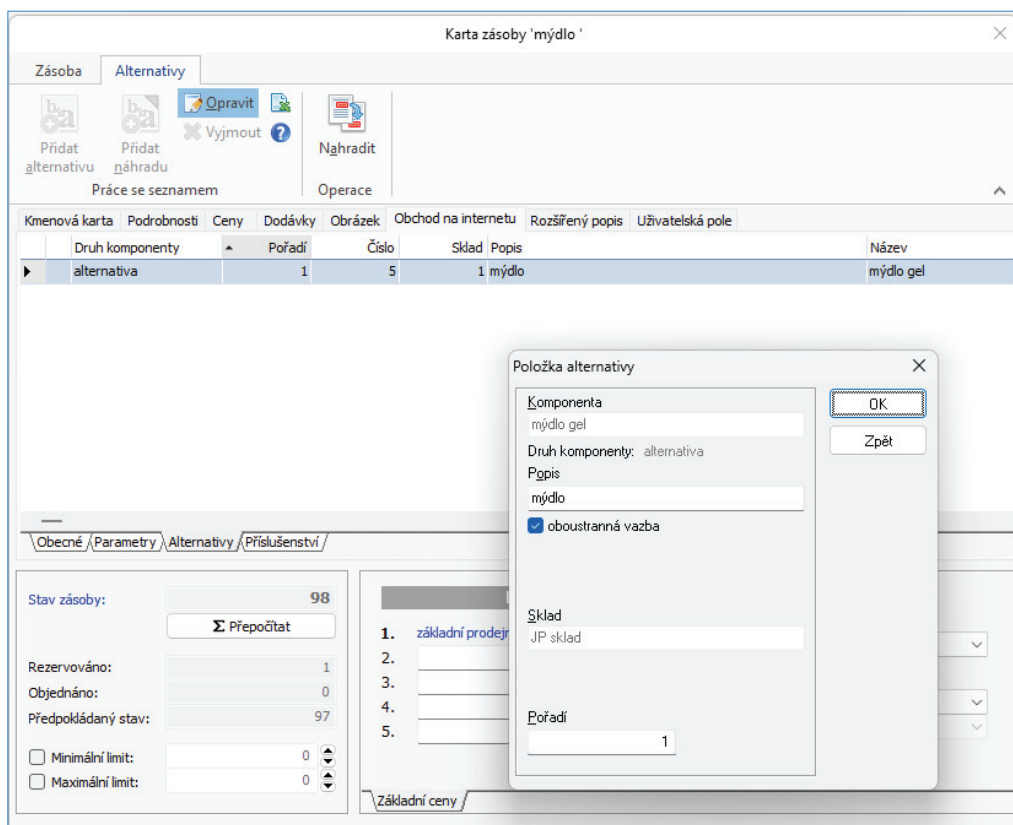 Karta zásoby 'mýdlo '
Zásoba Alternativy
Přidat alternativu
Přidat náhradu
Opravit
Vyjmout
Nahradit
Práce se seznamem Operace
Kmenová karta Podrobnosti Ceny Dodávky Obrázek Obchod na internetu Rozšířený popis Uživatelská pole
Druh komponenty Pořadí Číslo Sklad Popis Název
alternativa 1 5 1 mýdlo mýdlo gel
Položka alternativy
Komponenta
mýdlo gel
Druh komponenty: alternativa
Popis
mýdlo
oboustranná vazba
Sklad
JP sklad
Pořadí
1
OK
Zpět
Obecné Parametry Alternativy Příslušenství
Stav zásoby: 98
Σ Přepočítat
Rezervováno: 1
Objednáno: 0
Předpokládaný stav: 97
Minimální limit: 0
Maximální limit: 0
1. základní prodejn
2.
3.
4.
5.
Základní ceny